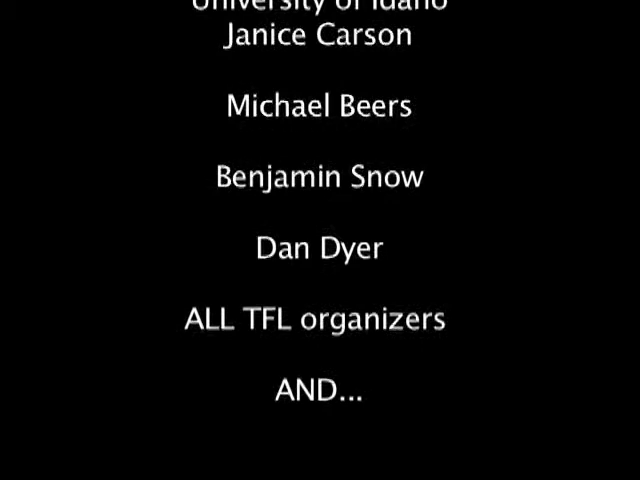 University of Idaho
Janice Carson
Michael Beers
Benjamin Snow
Dan Dyer
ALL TFL organizers
AND...